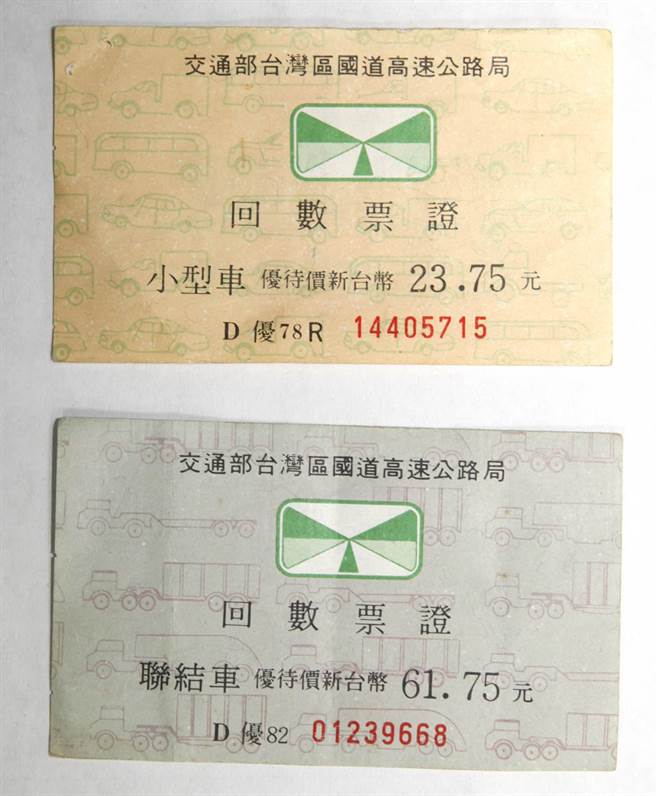 交通部台灣區國道高速公路局
回數票證
小型車 優待價新台幣 23.75 元
D 優78R 14405715
交通部台灣區國道高速公路局
回數票證
聯結車 優待價新台幣 61.75 元
D 優82 01239668